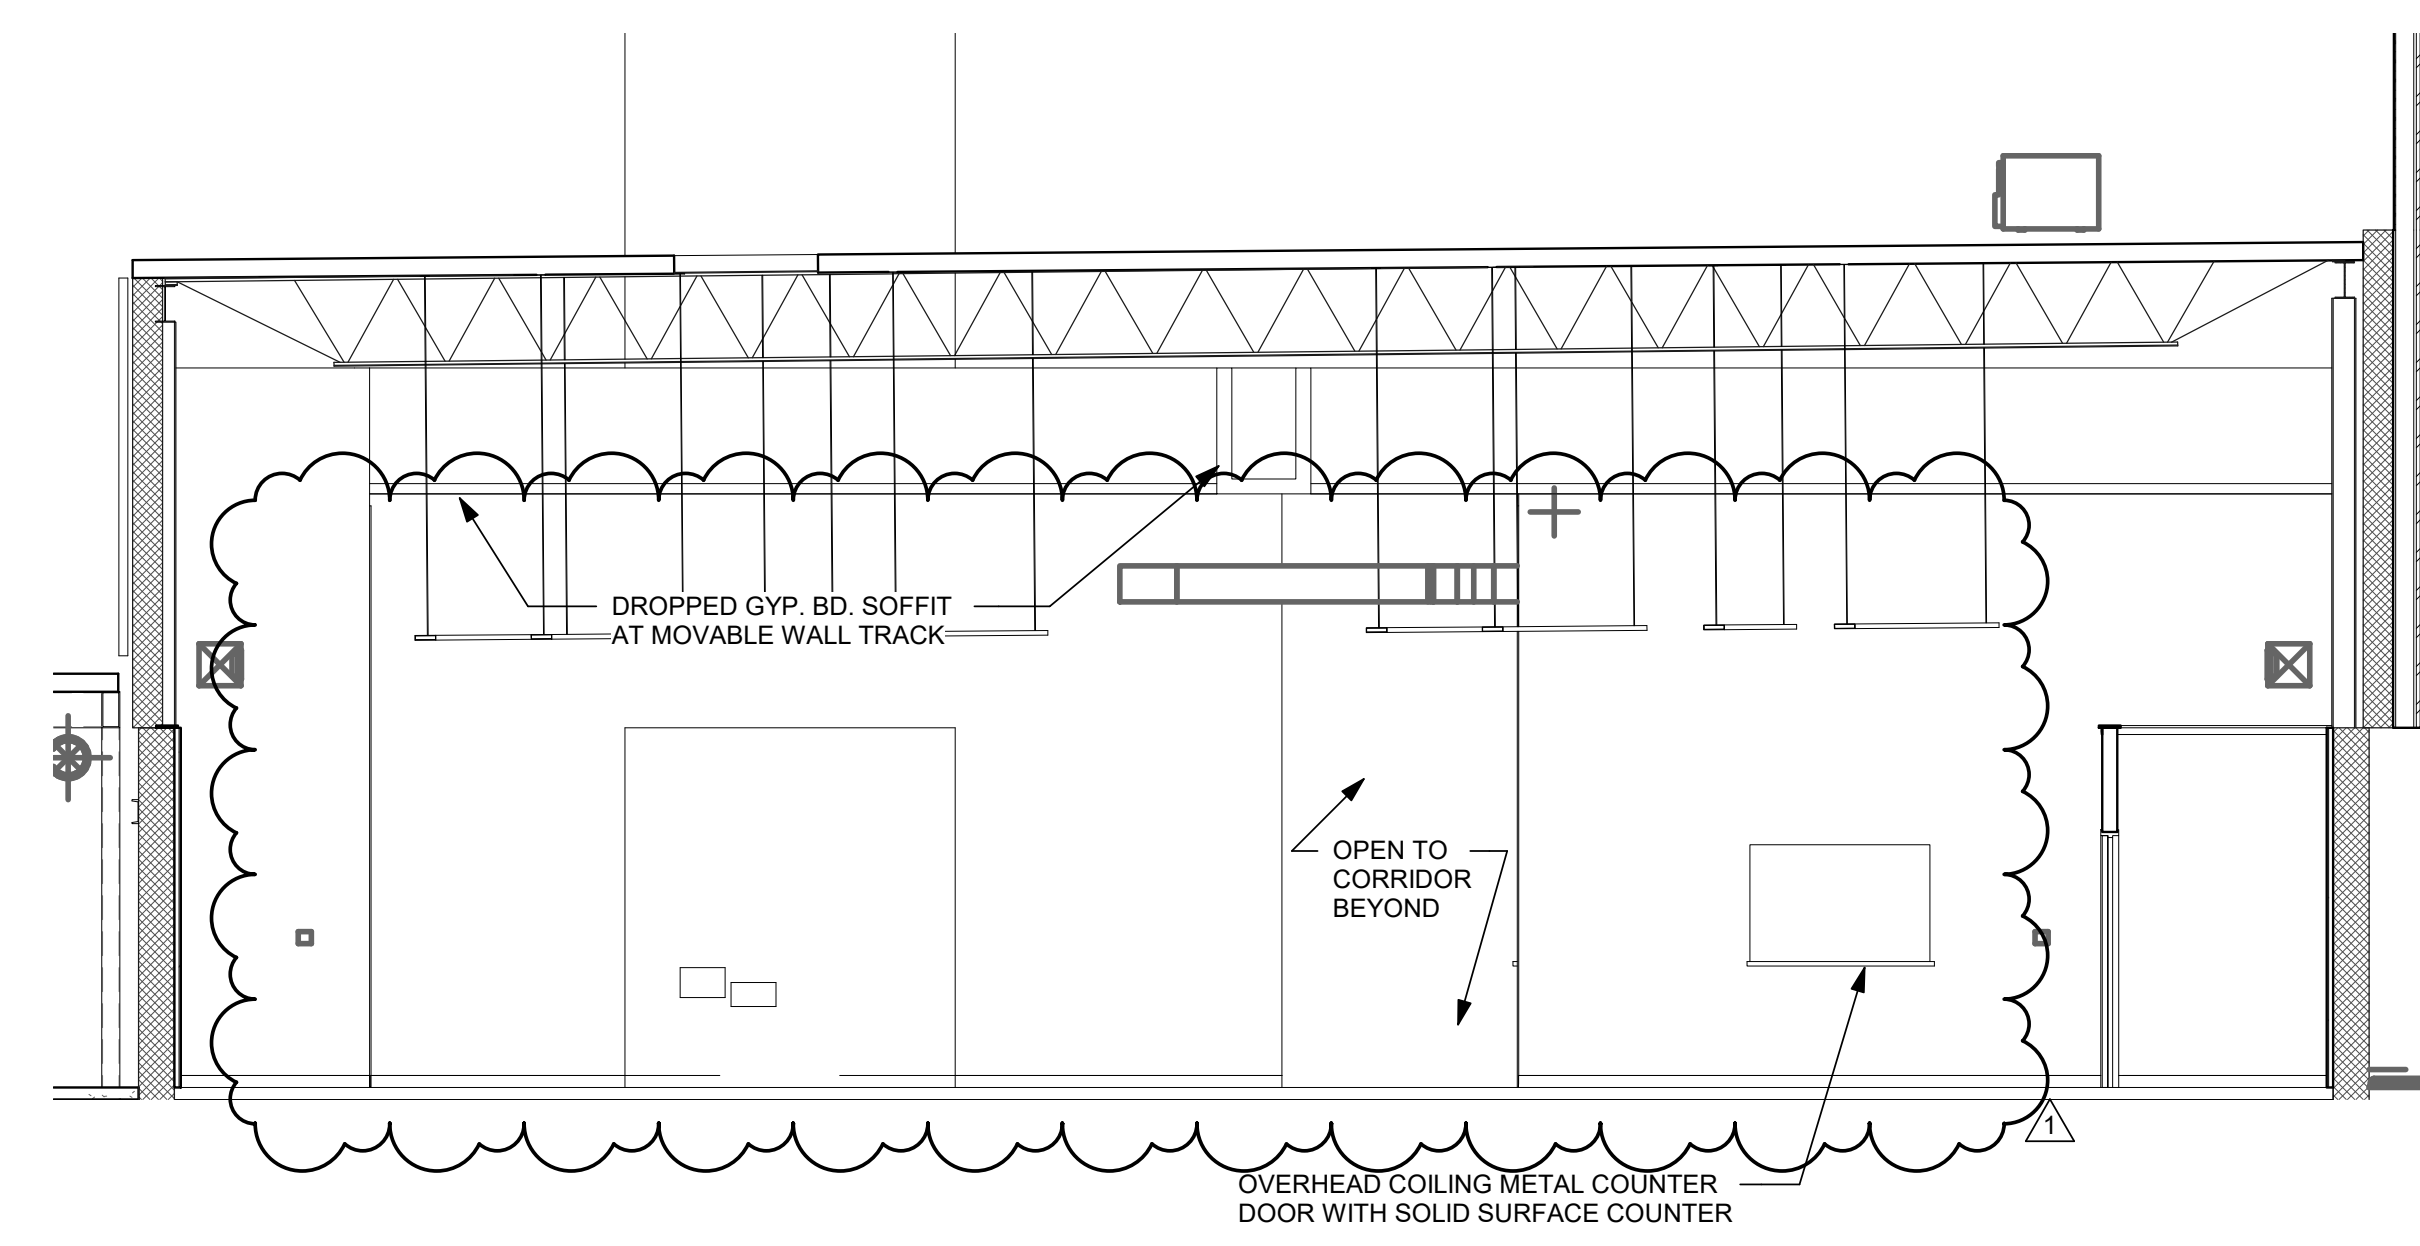 DROPPED GYP. BD. SOFFIT
AT MOVABLE WALL TRACK
OPEN TO
CORRIDOR
BEYOND
1
OVERHEAD COILING METAL COUNTER
DOOR WITH SOLID SURFACE COUNTER